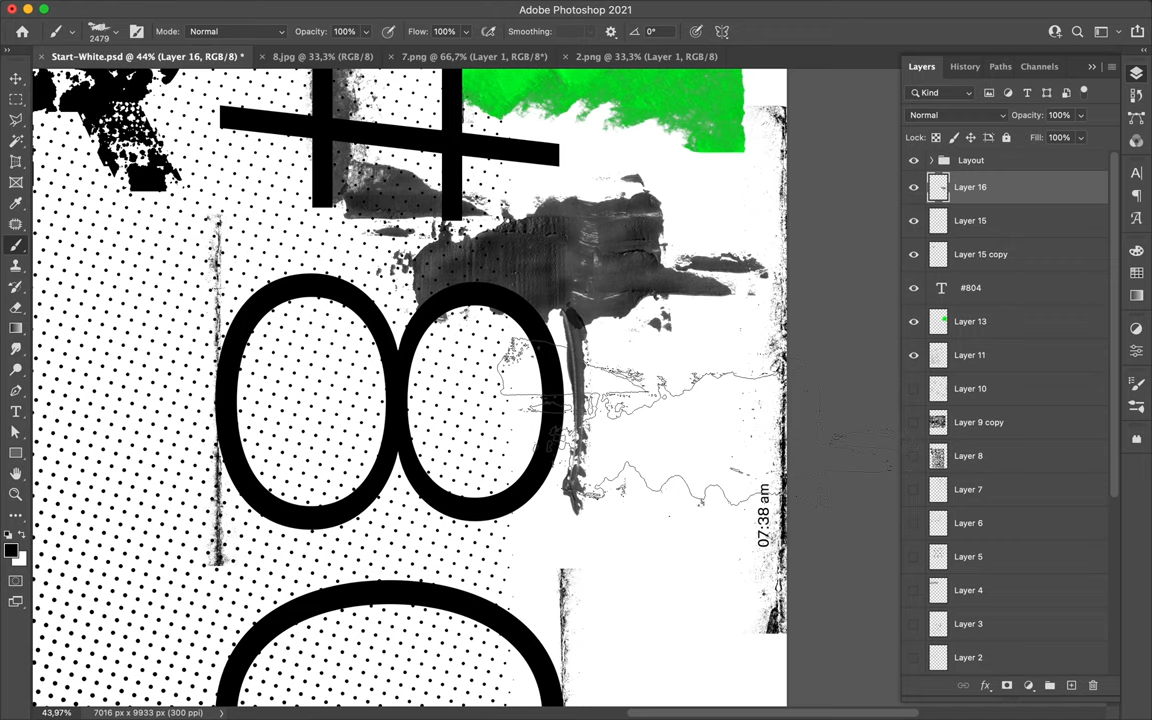 Adobe Photoshop 2021
2479
Mode: Normal
Opacity: 100%
Flow: 100%
Smoothing:
0°
Start-White.psd @ 44% (Layer 16, RGB/8) *
8.jpg @ 33,3% (RGB/8)
7.png @ 66,7% (Layer 1, RGB/8*)
2.png @ 33,3% (Layer 1, RGB/8)
Layers
History
Paths
Channels
Kind
Normal
Opacity: 100%
Lock:
Fill: 100%
Layout
Layer 16
Layer 15
Layer 15 copy
#804
Layer 13
Layer 11
Layer 10
Layer 9 copy
Layer 8
Layer 7
Layer 6
Layer 5
Layer 4
Layer 3
Layer 2
#8
07:38 am
43,97%
7016 px x 9933 px (300 ppi)